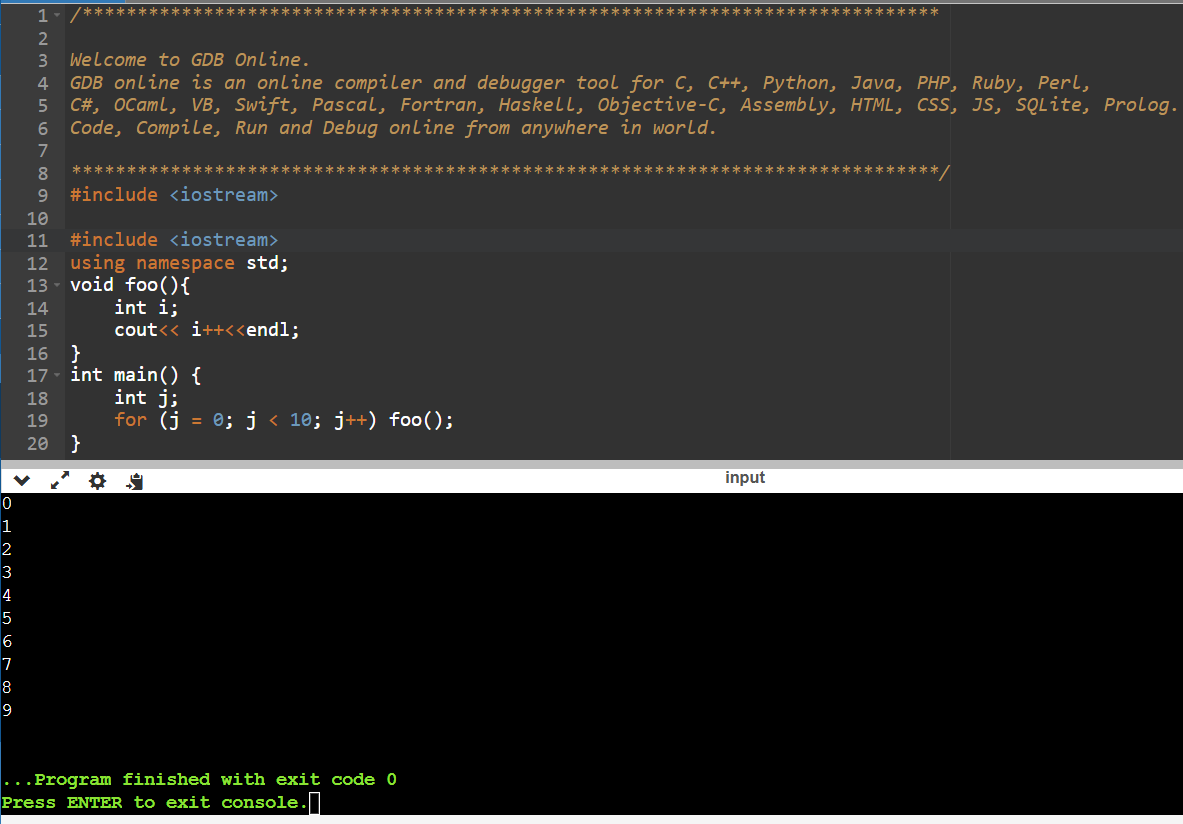 1 /******************************************************************************
2
3 Welcome to GDB Online.
4 GDB online is an online compiler and debugger tool for C, C++, Python, Java, PHP, Ruby, Perl,
5 C#, OCaml, VB, Swift, Pascal, Fortran, Haskell, Objective-C, Assembly, HTML, CSS, JS, SQLite, Prolog.
6 Code, Compile, Run and Debug online from anywhere in world.
7
8 *******************************************************************************/
9 #include <iostream>
10
11 #include <iostream>
12 using namespace std;
13 void foo(){
14     int i;
15     cout<< i++<<endl;
16 }
17 int main() {
18     int j;
19     for (j = 0; j < 10; j++) foo();
20 }
input
0
1
2
3
4
5
6
7
8
9
...Program finished with exit code 0
Press ENTER to exit console.